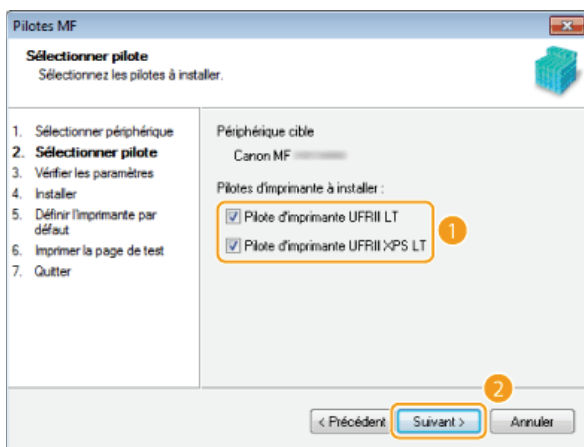 Pilotes MF
Sélectionner pilote
Sélectionnez les pilotes à installer.
1. Sélectionner périphérique
2. Sélectionner pilote
3. Vérifier les paramètres
4. Installer
5. Définir l'imprimante par
défaut
6. Imprimer la page de test
7. Quitter
Périphérique cible
Canon MF
Pilotes d'imprimante à installer :
Pilote d'imprimante UFRII LT
Pilote d'imprimante UFRII XPS LT
1
2
< Précédent
Suivant >
Annuler